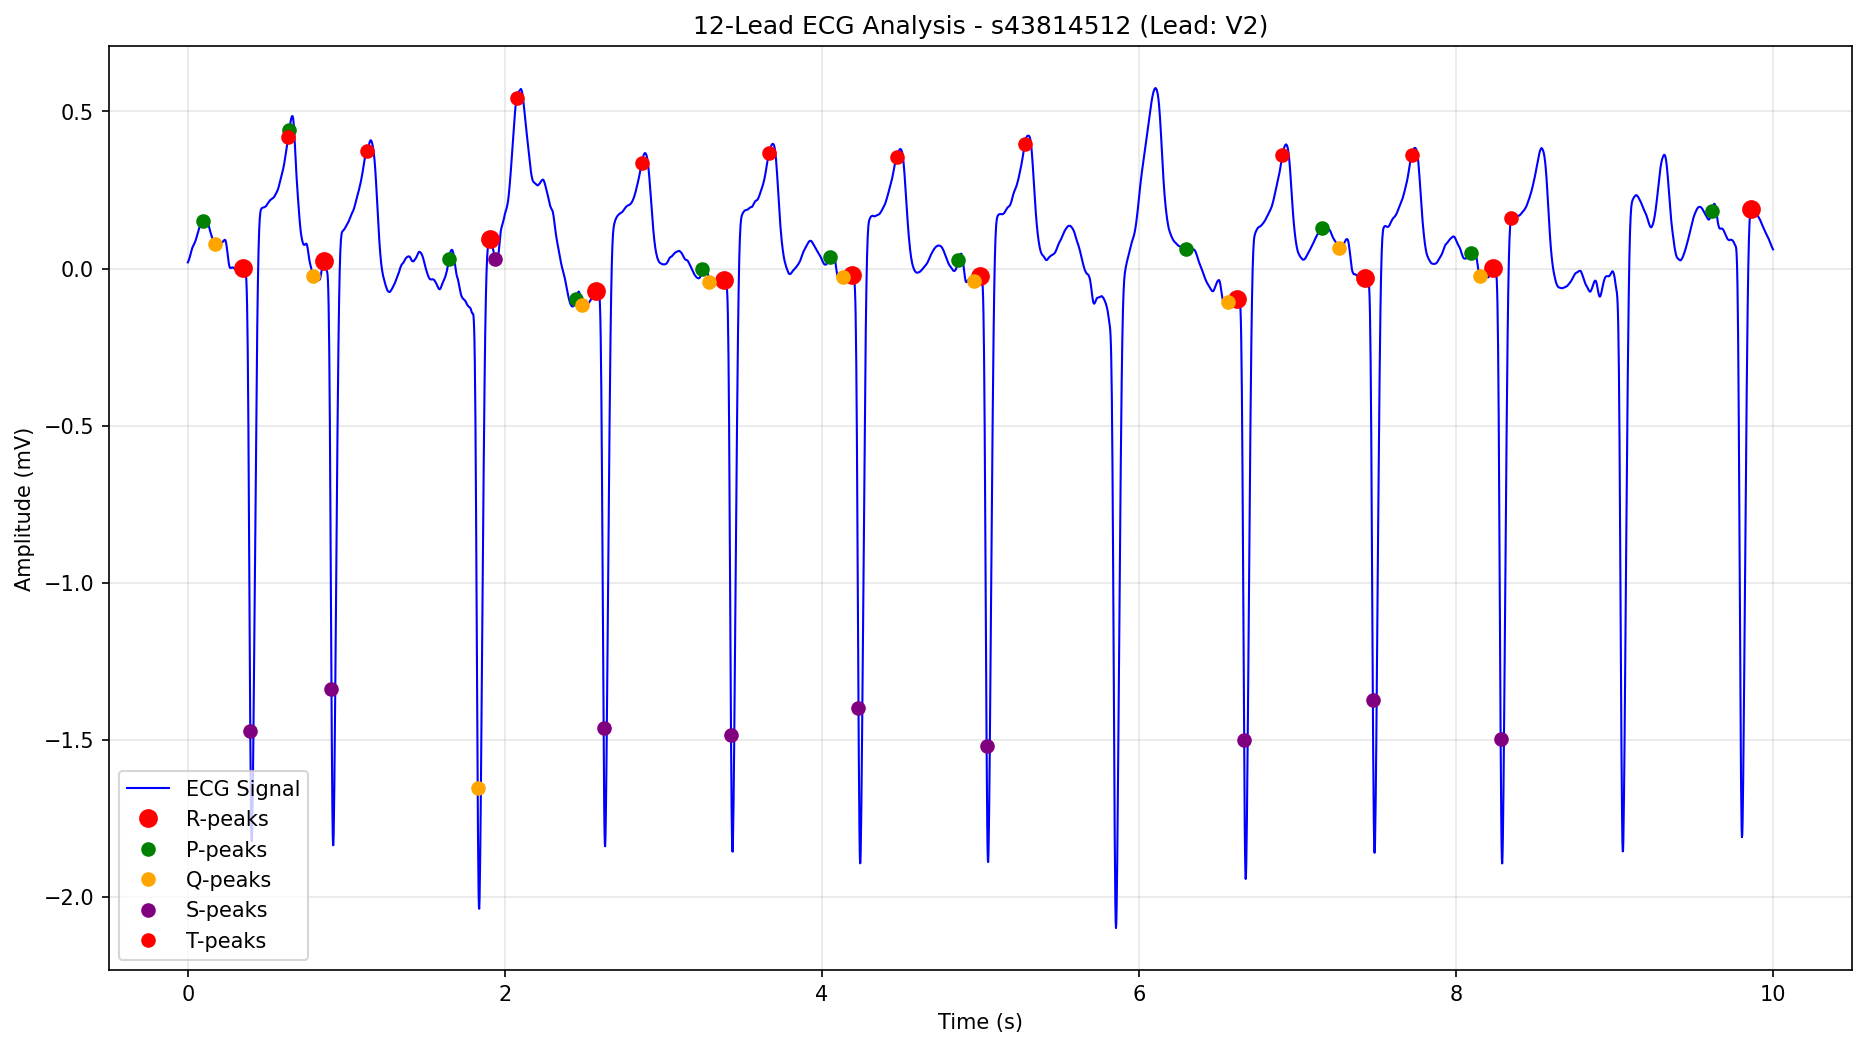 12-Lead ECG Analysis - s43814512 (Lead: V2)
Amplitude (mV)
0.5
0.0
−0.5
−1.0
−1.5
−2.0
ECG Signal
R-peaks
P-peaks
Q-peaks
S-peaks
T-peaks
0 2 4 6 8 10
Time (s)